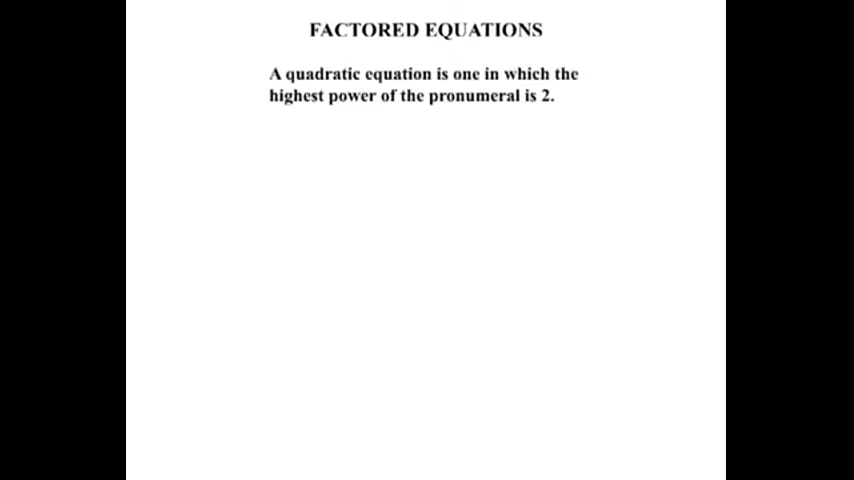 FACTORED EQUATIONS
A quadratic equation is one in which the
highest power of the pronumeral is 2.